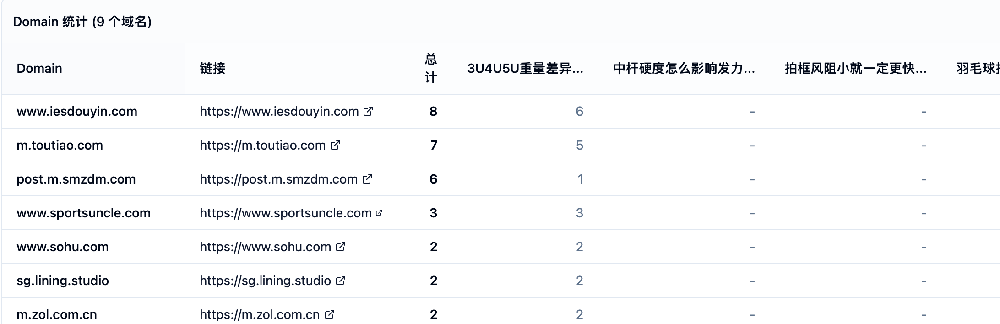 Domain 统计 (9 个域名)
Domain 链接 总计 3U4U5U重量差异... 中杆硬度怎么影响发力... 拍框风阻小就一定更快... 羽毛球
www.iesdouyin.com https://www.iesdouyin.com 8 6 - -
m.toutiao.com https://m.toutiao.com 7 5 - -
post.m.smzdm.com https://post.m.smzdm.com 6 1 - -
www.sportsuncle.com https://www.sportsuncle.com 3 3 - -
www.sohu.com https://www.sohu.com 2 2 - -
sg.lining.studio https://sg.lining.studio 2 2 - -
m.zol.com.cn https://m.zol.com.cn 2 2 - -